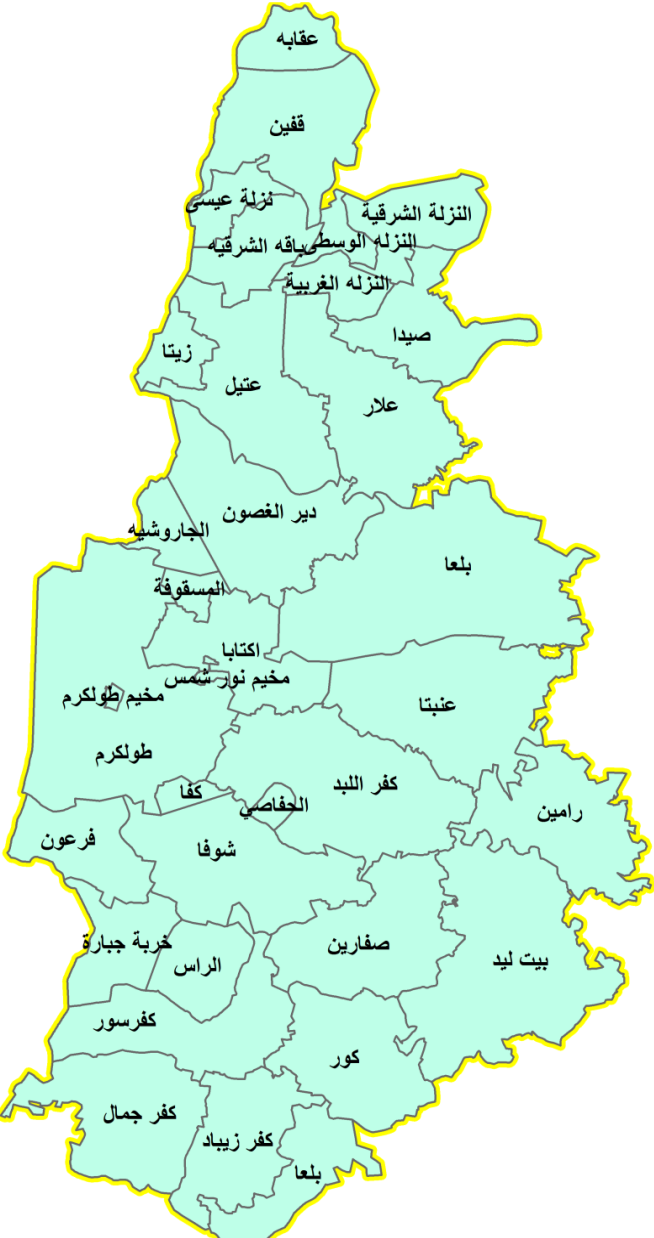 عقابه
قفين
نزلة عيسى
النزلة الشرقية
النزله الوسطى
باقه الشرقيه
النزله الغربية
صيدا
زيتا
عتيل
علار
دير الغصون
الجاروشيه
بلعا
المسقوفة
اكتابا
مخيم نور شمس
مخيم طولكرم
عنبتا
طولكرم
كفر اللبد
كفا
الحفاصي
رامين
فرعون
شوفا
خربة جبارة
صفارين
الراس
بيت ليد
كفرسور
كور
كفر جمال
كفر زيباد
بلعا